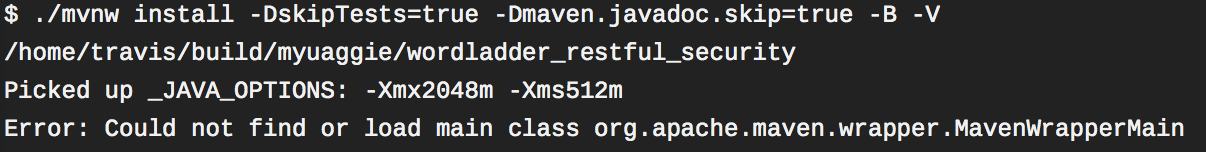 $ ./mvnw install -DskipTests=true -Dmaven.javadoc.skip=true -B -V
/home/travis/build/myuaggie/wordladder_restful_security
Picked up _JAVA_OPTIONS: -Xmx2048m -Xms512m
Error: Could not find or load main class org.apache.maven.wrapper.MavenWrapperMain